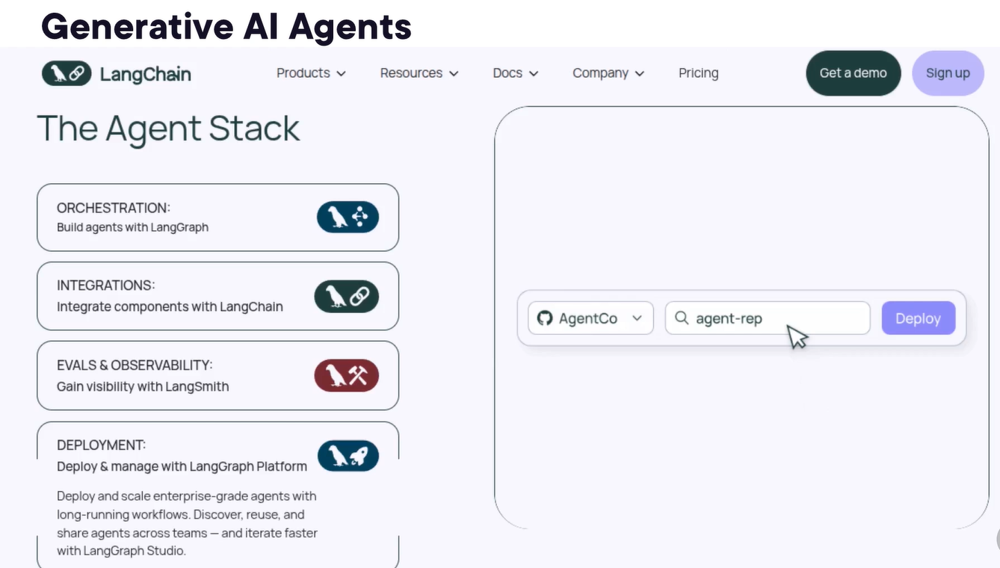 Generative AI Agents
LangChain
Products
Resources
Docs
Company
Pricing
Get a demo
Sign up
The Agent Stack
ORCHESTRATION:
Build agents with LangGraph
INTEGRATIONS:
Integrate components with LangChain
EVALS & OBSERVABILITY:
Gain visibility with LangSmith
DEPLOYMENT:
Deploy & manage with LangGraph Platform
Deploy and scale enterprise-grade agents with
long-running workflows. Discover, reuse, and
share agents across teams — and iterate faster
with LangGraph Studio.
AgentCo
agent-rep
Deploy